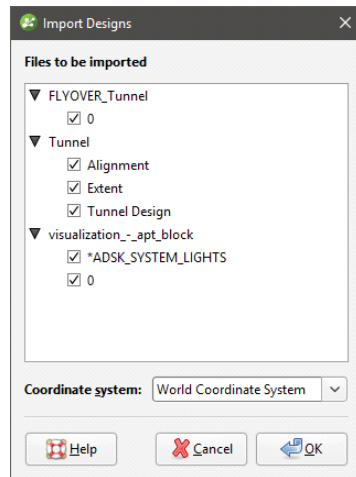 Import Designs
Files to be imported
FLYOVER_Tunnel
0
Tunnel
Alignment
Extent
Tunnel Design
visualization_-_apt_block
*ADSK_SYSTEM_LIGHTS
0
Coordinate system: World Coordinate System
Help Cancel OK